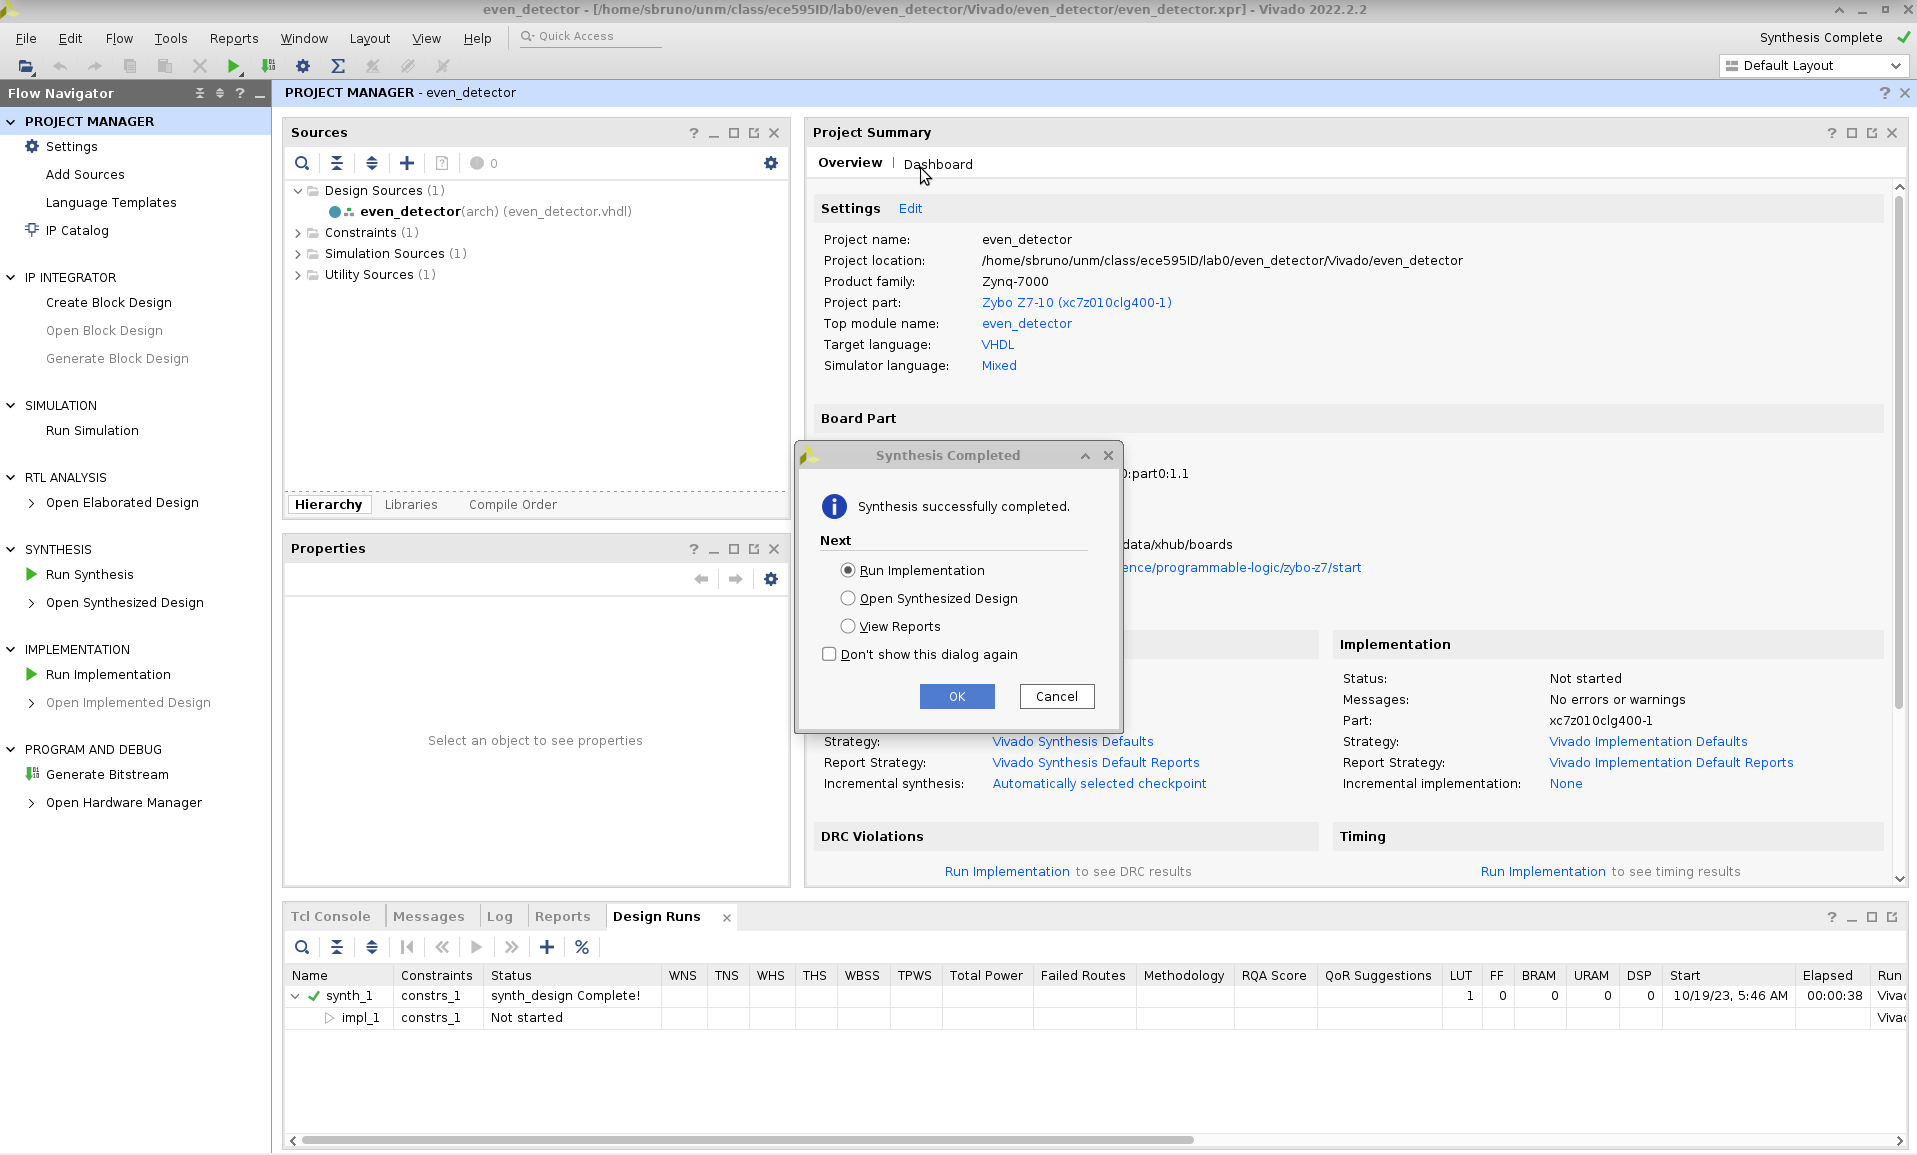 even_detector - [/home/sbruno/unm/class/ece595ID/lab0/even_detector/Vivado/even_detector/even_detector.xpr] - Vivado 2022.2.2
File Edit Flow Tools Reports Window Layout View Help Quick Access
Synthesis Complete
Default Layout
Flow Navigator
PROJECT MANAGER
Settings
Add Sources
Language Templates
IP Catalog
IP INTEGRATOR
Create Block Design
Open Block Design
Generate Block Design
SIMULATION
Run Simulation
RTL ANALYSIS
Open Elaborated Design
SYNTHESIS
Run Synthesis
Open Synthesized Design
IMPLEMENTATION
Run Implementation
Open Implemented Design
PROGRAM AND DEBUG
Generate Bitstream
Open Hardware Manager
PROJECT MANAGER - even_detector
Sources
0
Design Sources (1)
even_detector(arch) (even_detector.vhdl)
Constraints (1)
Simulation Sources (1)
Utility Sources (1)
Hierarchy Libraries Compile Order
Properties
Select an object to see properties
Project Summary
Overview | Dashboard
Settings Edit
Project name: even_detector
Project location: /home/sbruno/unm/class/ece595ID/lab0/even_detector/Vivado/even_detector
Product family: Zynq-7000
Project part: Zybo Z7-10 (xc7z010clg400-1)
Top module name: even_detector
Target language: VHDL
Simulator language: Mixed
Board Part
0:part0:1.1
data/xhub/boards
ence/programmable-logic/zybo-z7/start
Synthesis Completed
Synthesis successfully completed.
Next
Run Implementation
Open Synthesized Design
View Reports
Don't show this dialog again
OK Cancel
Strategy: Vivado Synthesis Defaults
Report Strategy: Vivado Synthesis Default Reports
Incremental synthesis: Automatically selected checkpoint
Implementation
Status: Not started
Messages: No errors or warnings
Part: xc7z010clg400-1
Strategy: Vivado Implementation Defaults
Report Strategy: Vivado Implementation Default Reports
Incremental implementation: None
DRC Violations
Run Implementation to see DRC results
Timing
Run Implementation to see timing results
Tcl Console Messages Log Reports Design Runs
Name Constraints Status WNS TNS WHS THS WBSS TPWS Total Power Failed Routes Methodology RQA Score QoR Suggestions LUT FF BRAM URAM DSP Start Elapsed Run
synth_1 constrs_1 synth_design Complete! 1 0 0 0 0 10/19/23, 5:46 AM 00:00:38 Viva
impl_1 constrs_1 Not started Viva